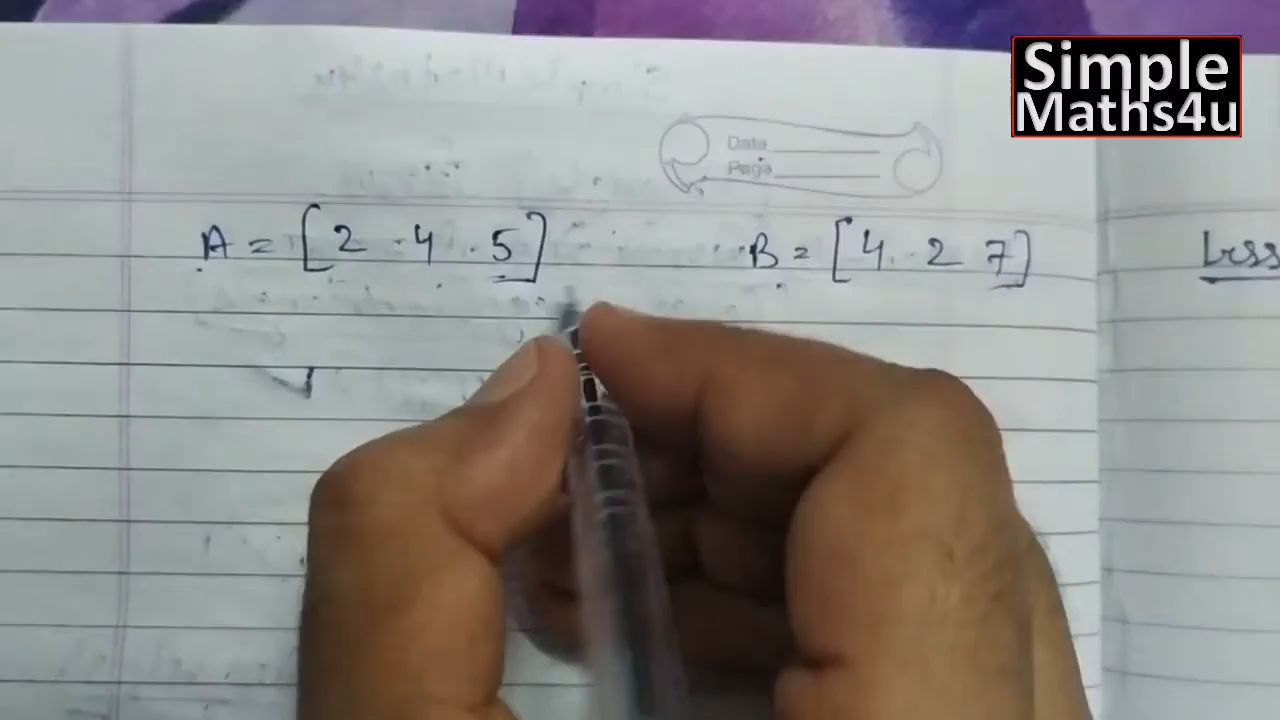 Simple
Maths4u
Date
Page
A = [2 4 5]
B = [4 2 7]